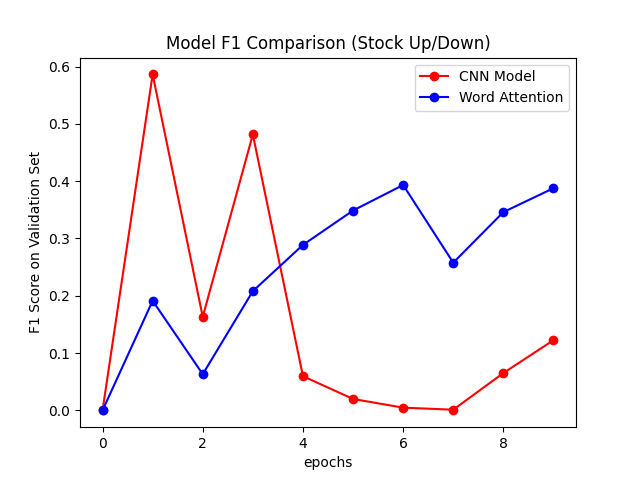 Model F1 Comparison (Stock Up/Down)
CNN Model
Word Attention
F1 Score on Validation Set
0.6
0.5
0.4
0.3
0.2
0.1
0.0
0 2 4 6 8
epochs